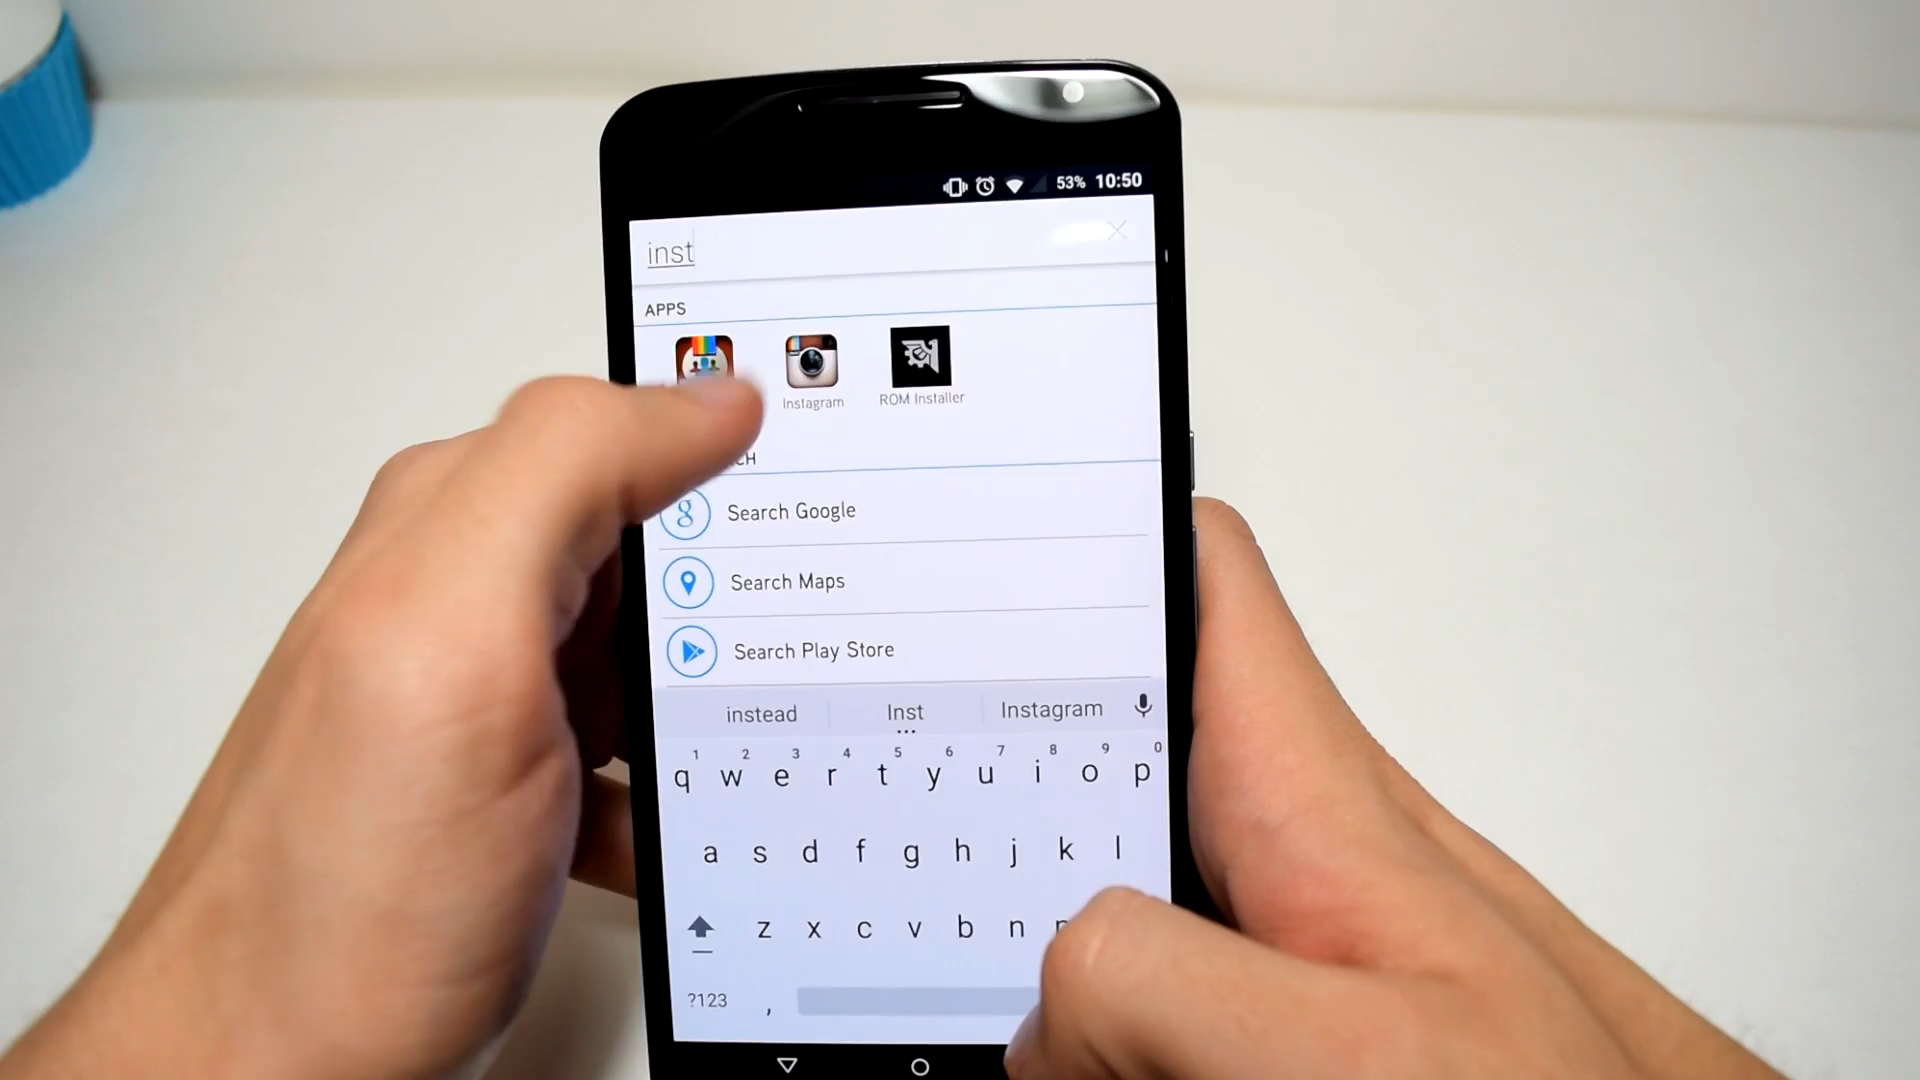 53% 10:50
inst
APPS
Instagram ROM Installer
CH
g Search Google
Search Maps
Search Play Store
instead Inst Instagram
1 2 3 4 5 6 7 8 9 0
q w e r t y u i o p
a s d f g h j k l
z x c v b n
?123 ,